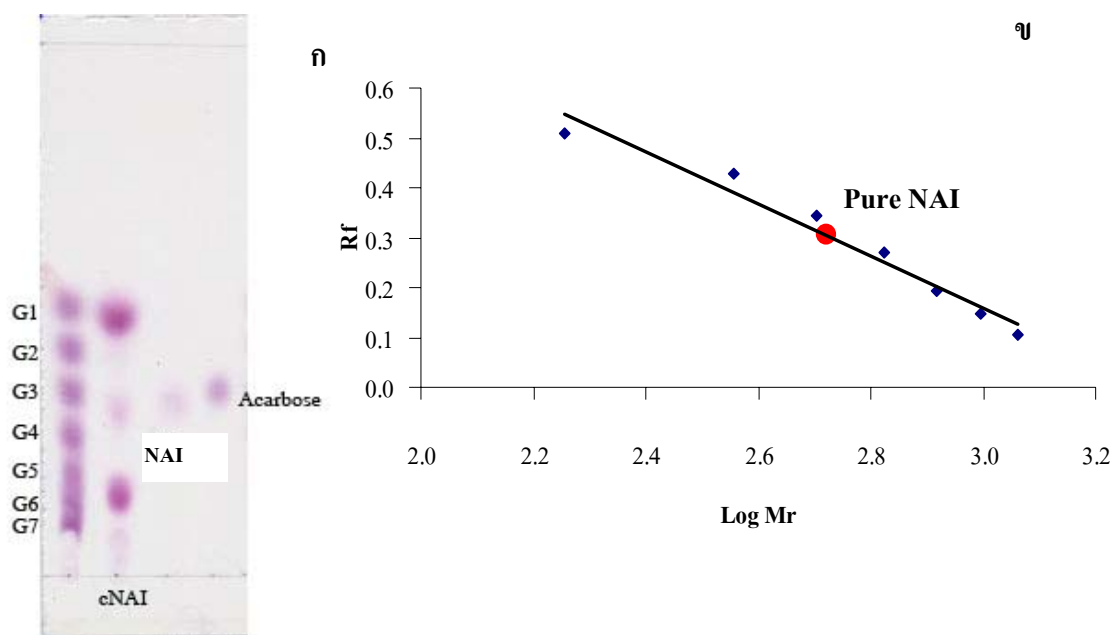 ก
G1
G2
G3
G4
G5
G6
G7
Acarbose
NAI
cNAI
ข
0.6
0.5
0.4
0.3
0.2
0.1
0.0
Rf
Pure NAI
2.0 2.2 2.4 2.6 2.8 3.0 3.2
Log Mr